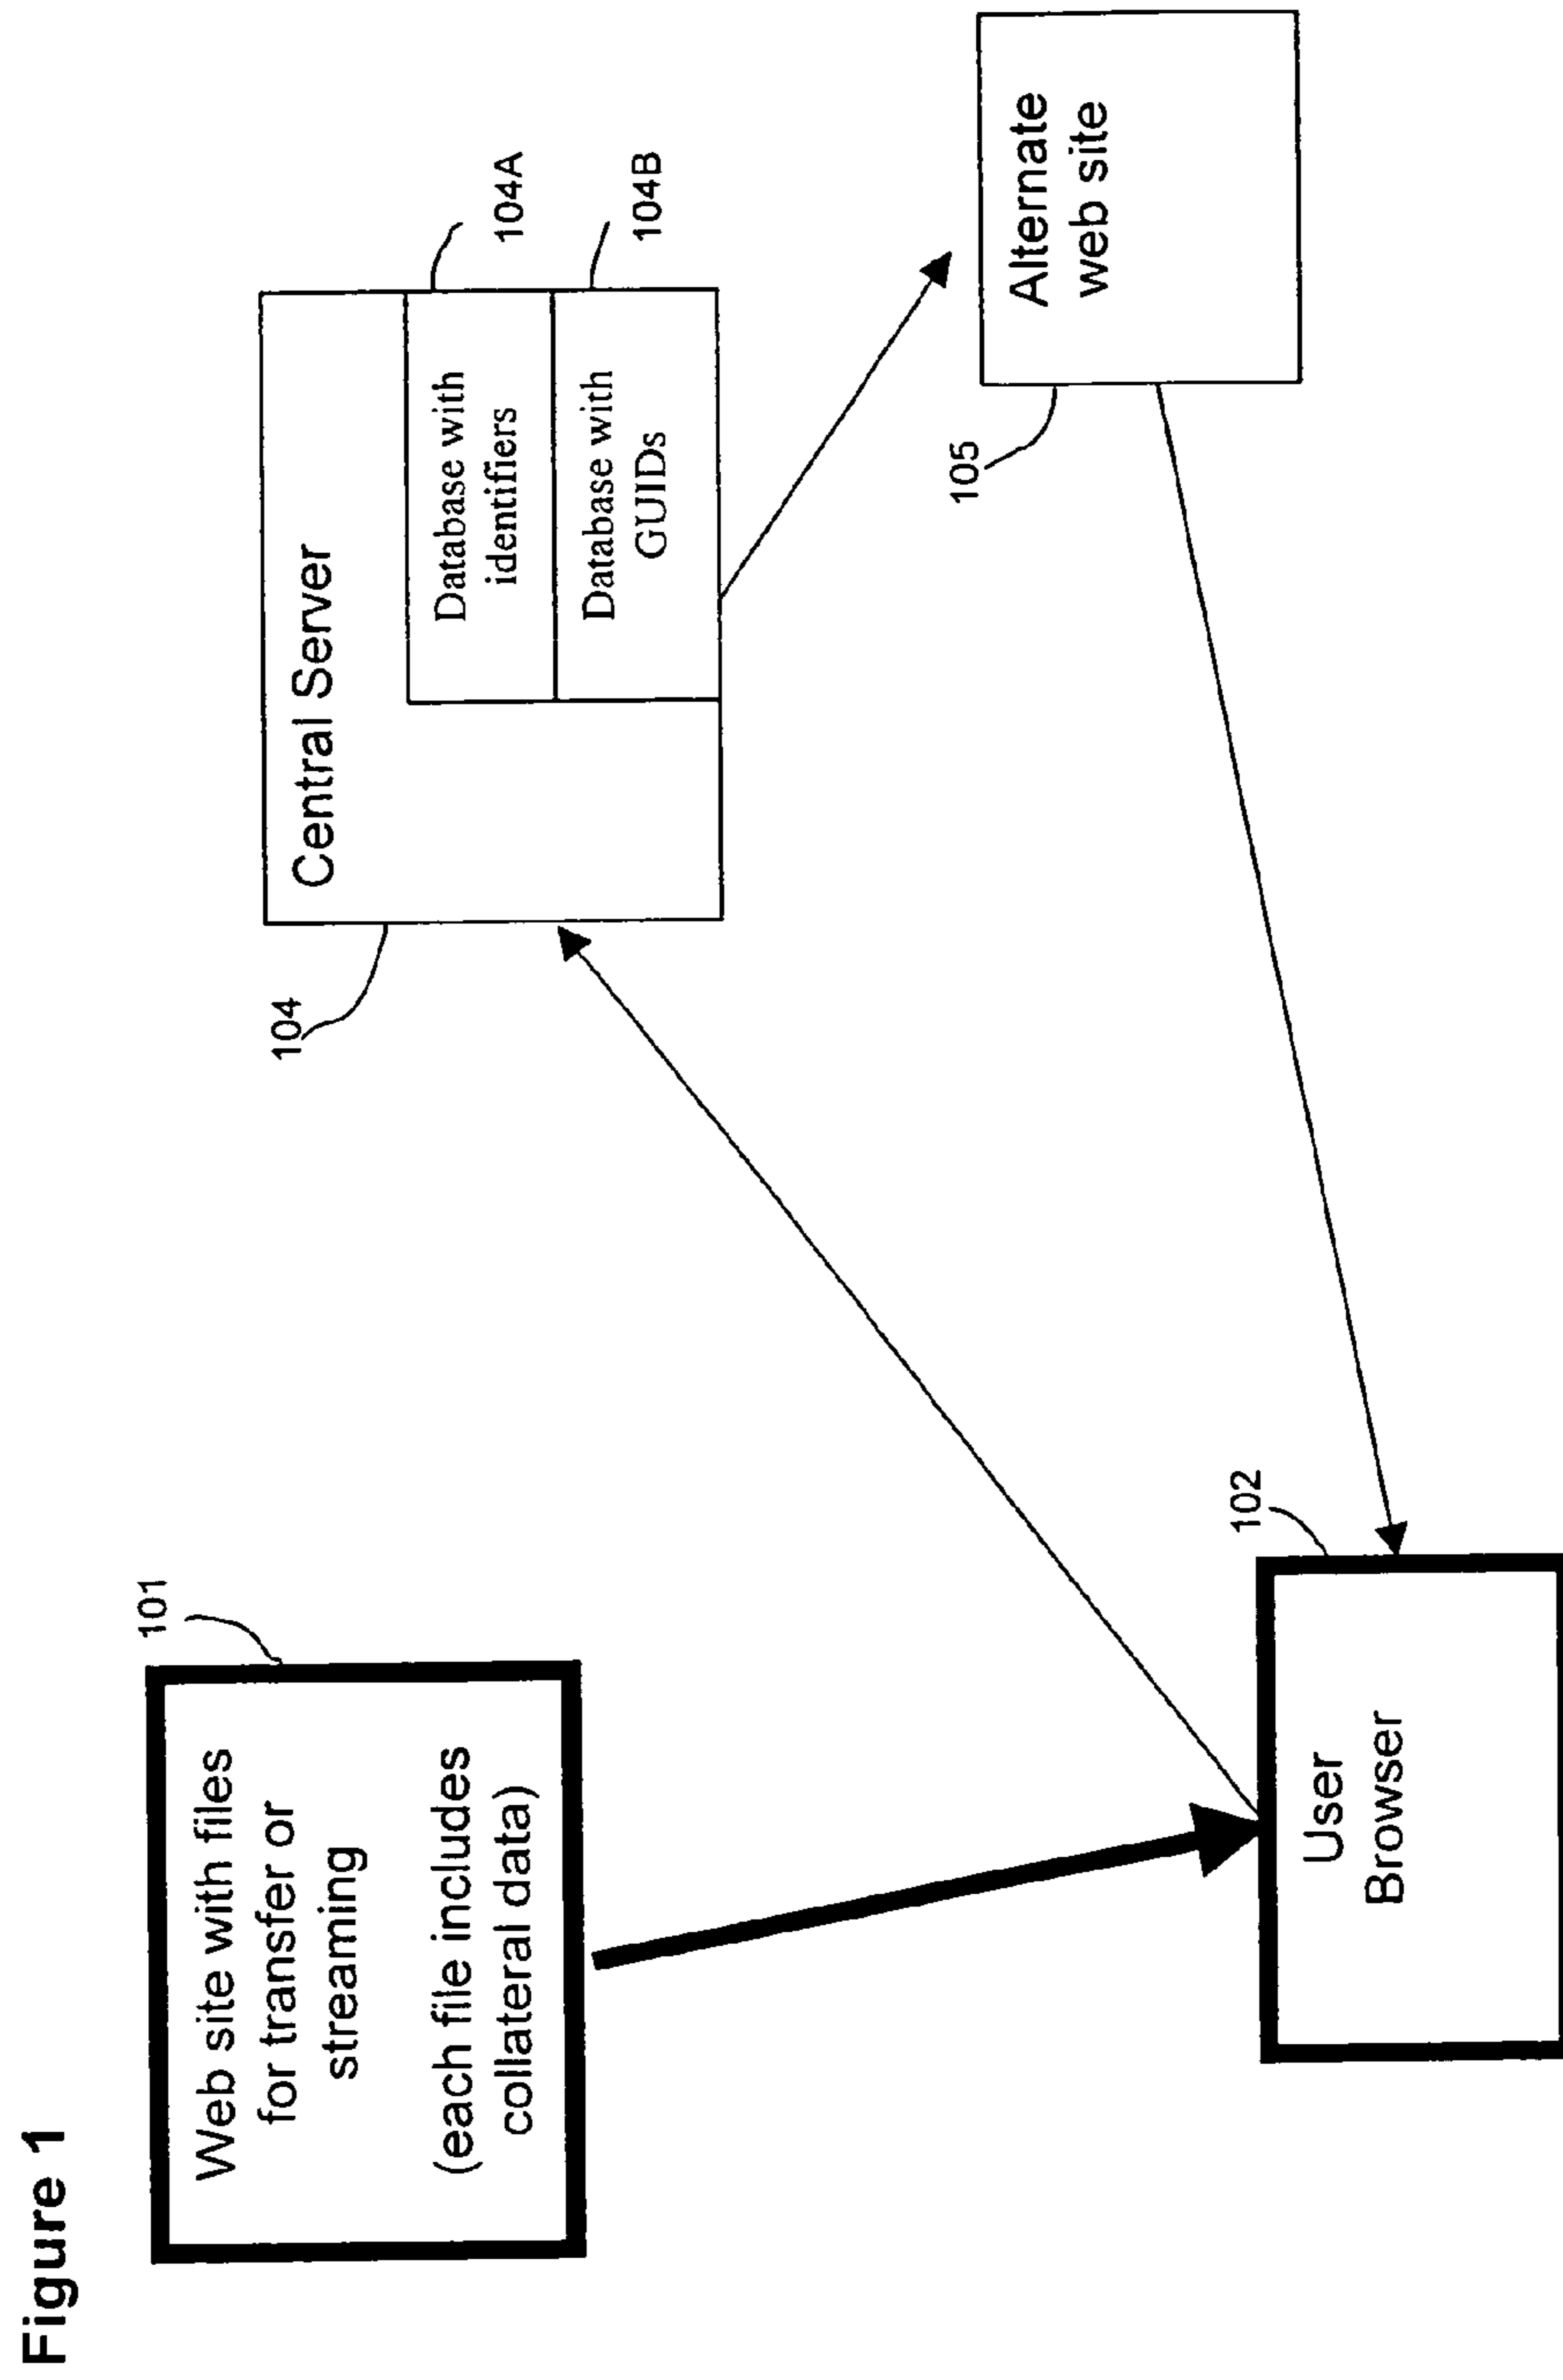 Figure 1
101
Web site with files
for transfer or
streaming
(each file includes
collateral data)
104
Central Server
Database with
identifiers
104A
Database with
GUIDs
104B
102
User
Browser
105
Alternate
web site